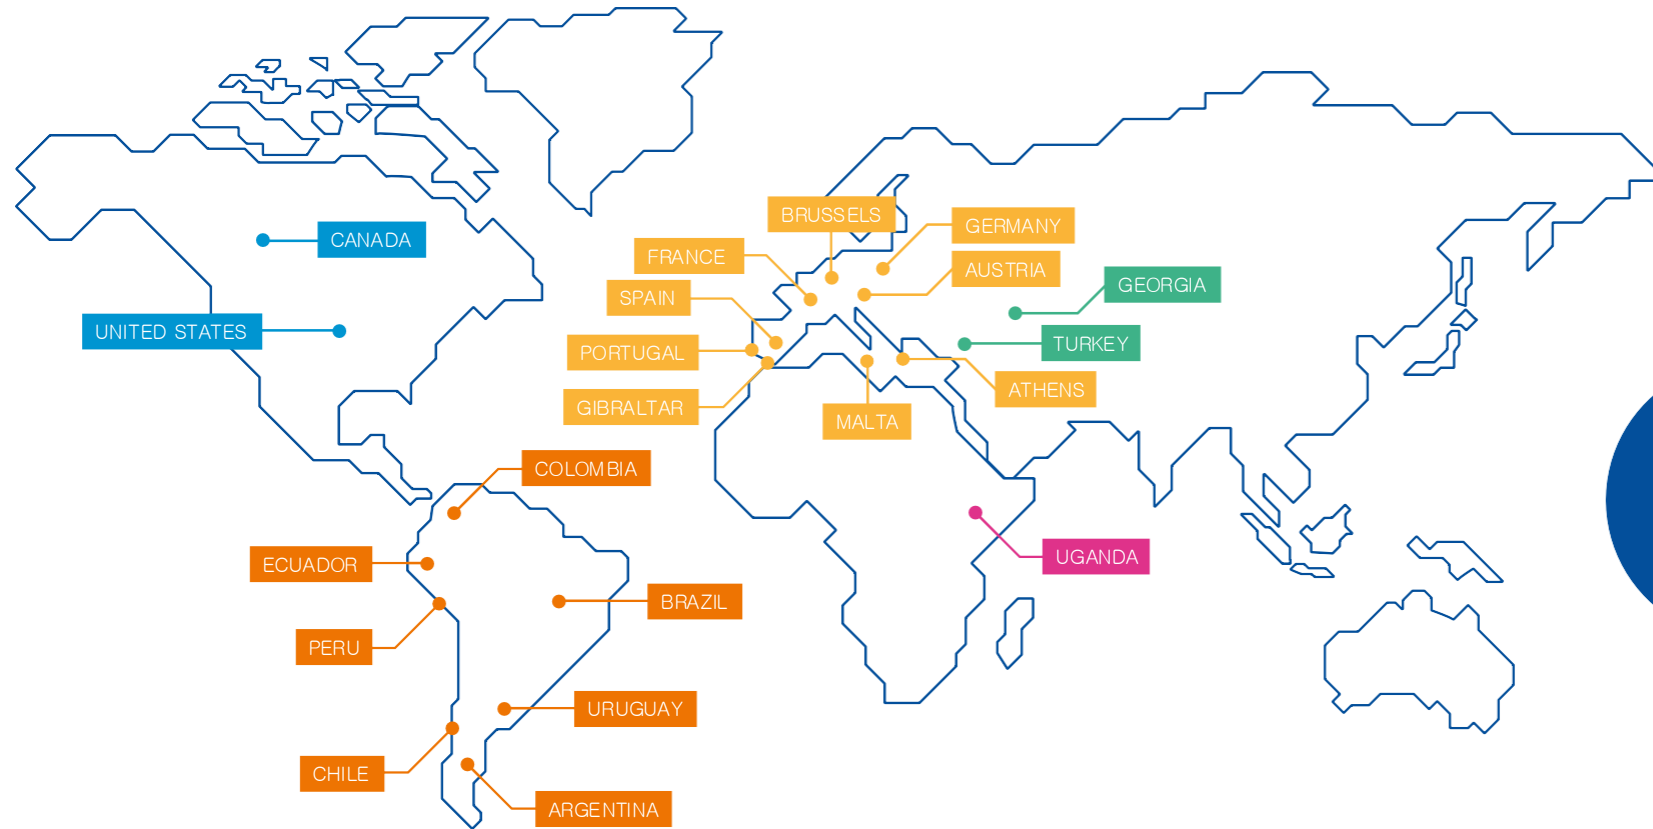 BRUSSELS
GERMANY
CANADA
FRANCE
AUSTRIA
GEORGIA
SPAIN
UNITED STATES
TURKEY
PORTUGAL
ATHENS
GIBRALTAR
MALTA
COLOMBIA
UGANDA
ECUADOR
BRAZIL
PERU
URUGUAY
CHILE
ARGENTINA